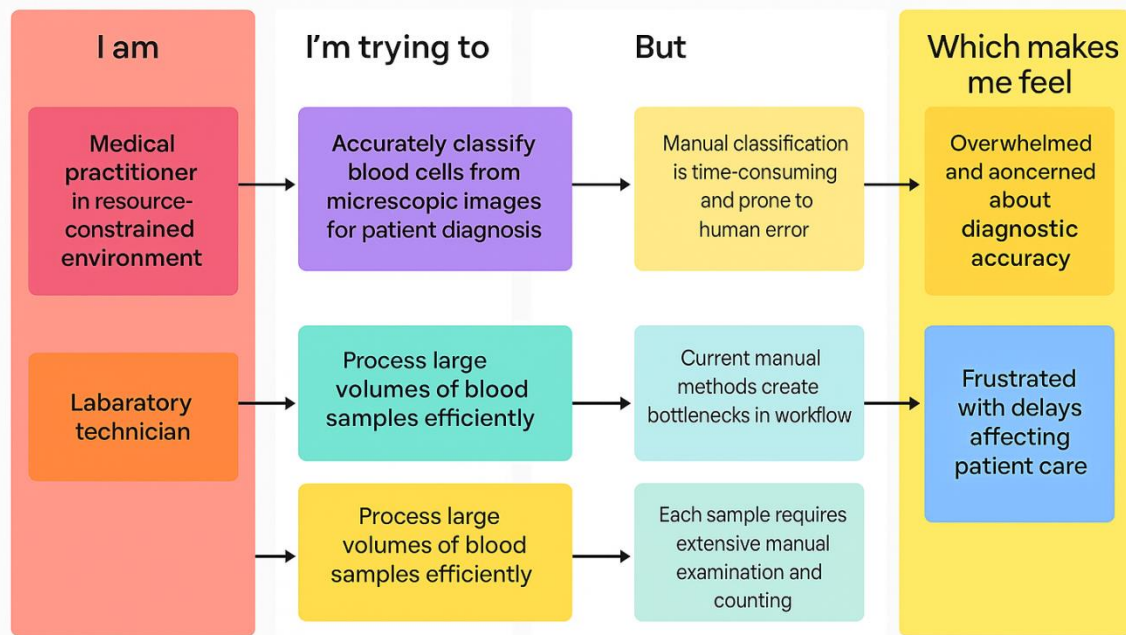 I am
I'm trying to
But
Which makes
me feel
Medical
practitioner
in resource-
constrained
environment
Accurately classify
blood cells from
micrescopic images
for patient diagnosis
Manual classification
is time-consuming
and prone to
human error
Overwhelmed
and aoncerned
about
diagnostic
accuracy
Labaratory
technician
Process large
volumes of blood
samples efficiently
Current manual
methods create
bottlenecks in workflow
Frustrated
with delays
affecting
patient care
Process large
volumes of blood
samples efficiently
Each sample requires
extensive manual
examination and
counting